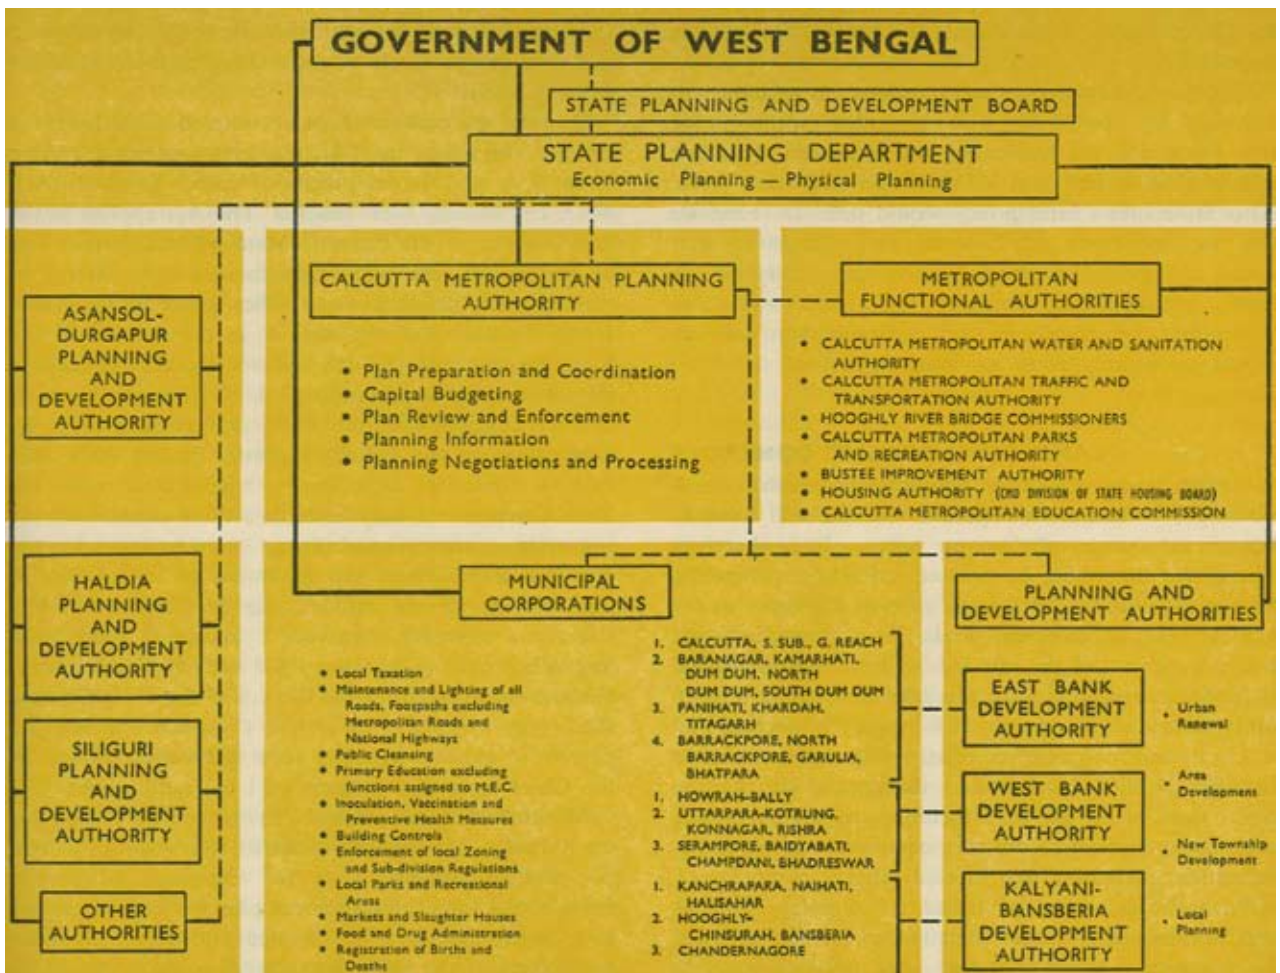 GOVERNMENT OF WEST BENGAL
STATE PLANNING AND DEVELOPMENT BOARD
STATE PLANNING DEPARTMENT
Economic Planning — Physical Planning
CALCUTTA METROPOLITAN PLANNING
AUTHORITY
• Plan Preparation and Coordination
• Capital Budgeting
• Plan Review and Enforcement
• Planning Information
• Planning Negotiations and Processing
METROPOLITAN
FUNCTIONAL AUTHORITIES
• CALCUTTA METROPOLITAN WATER AND SANITATION
AUTHORITY
• CALCUTTA METROPOLITAN TRAFFIC AND
TRANSPORTATION AUTHORITY
• HOOGHLY RIVER BRIDGE COMMISSIONERS
• CALCUTTA METROPOLITAN PARKS
AND RECREATION AUTHORITY
• BUSTEE IMPROVEMENT AUTHORITY
• HOUSING AUTHORITY (CMD DIVISION OF STATE HOUSING BOARD)
• CALCUTTA METROPOLITAN EDUCATION COMMISSION
ASANSOL-
DURGAPUR
PLANNING
AND
DEVELOPMENT
AUTHORITY
HALDIA
PLANNING
AND
DEVELOPMENT
AUTHORITY
SILIGURI
PLANNING
AND
DEVELOPMENT
AUTHORITY
OTHER
AUTHORITIES
MUNICIPAL
CORPORATIONS
• Local Taxation
• Maintenance and Lighting of all
Roads, Footpaths excluding
Metropolitan Roads and
National Highways
• Public Cleansing
• Primary Education excluding
functions assigned to M.E.C.
• Inoculation, Vaccination and
Preventive Health Measures
• Building Controls
• Enforcement of local Zoning
and Sub-division Regulations
• Local Parks and Recreational
Areas
• Markets and Slaughter Houses
• Food and Drug Administration
• Registration of Births and
Deaths
1. CALCUTTA, S. SUB., G. REACH
2. BARANAGAR, KAMARHATI,
DUM DUM, NORTH
DUM DUM, SOUTH DUM DUM
3. PANIHATI, KHARDAH,
TITAGARH
4. BARRACKPORE, NORTH
BARRACKPORE, GARULIA,
BHATPARA
1. HOWRAH-BALLY
2. UTTARPARA-KOTRUNG,
KONNAGAR, RISHRA
3. SERAMPORE, BAIDYABATI,
CHAMPDANI, BHADRESWAR
1. KANCHRAPARA, NAIHATI,
HALISAHAR
2. HOOGHLY-
CHINSURAH, BANSBERIA
3. CHANDERNAGORE
PLANNING AND
DEVELOPMENT AUTHORITIES
EAST BANK
DEVELOPMENT
AUTHORITY
WEST BANK
DEVELOPMENT
AUTHORITY
KALYANI-
BANSBERIA
DEVELOPMENT
AUTHORITY
• Urban
Renewal
• Area
Development
• New Township
Development
• Local
Planning